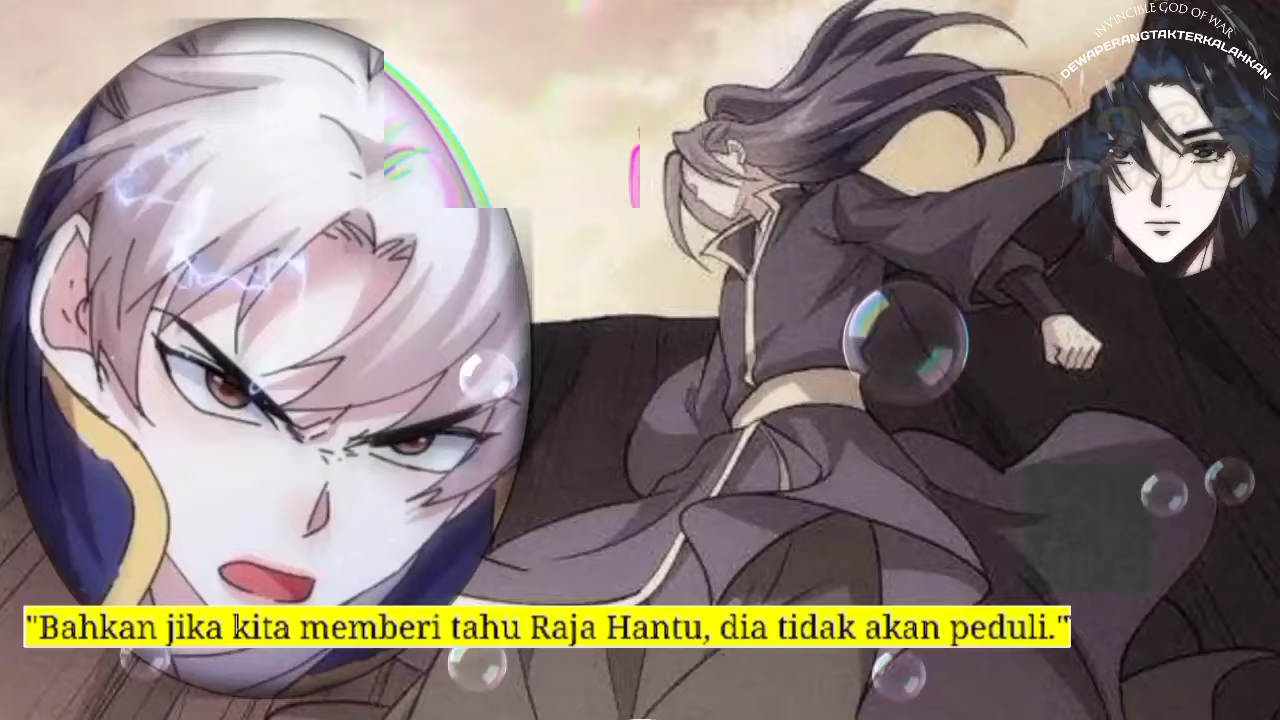 INVINCIBLE GOD OF WAR
DEWAPERANGTAKTERKALAHKAN
"Bahkan jika kita memberi tahu Raja Hantu, dia tidak akan peduli."